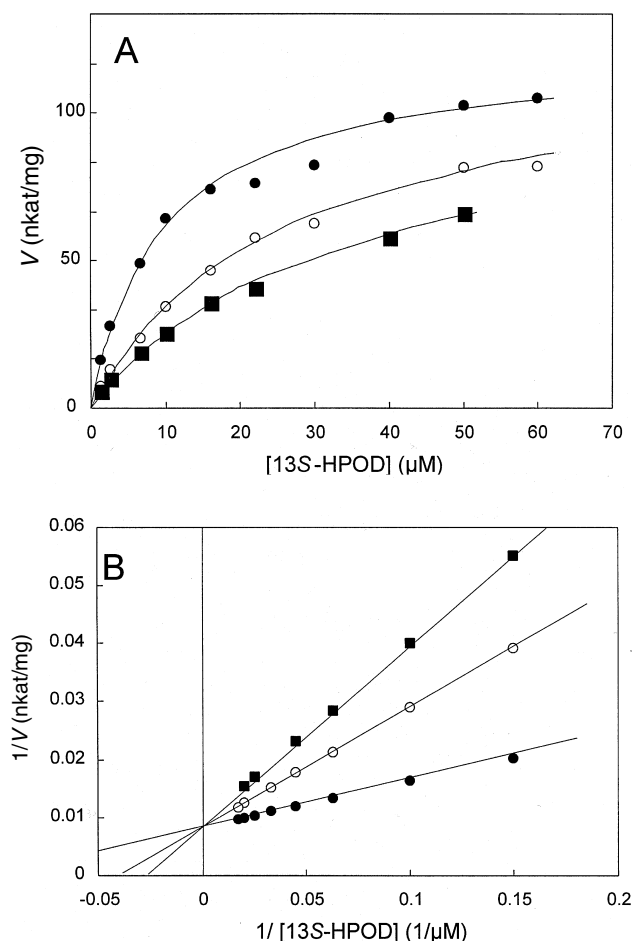 A
100
50
0
V (nkat/mg)
0 10 20 30 40 50 60 70
[13S-HPOD] (µM)
B
0.06
0.05
0.04
0.03
0.02
0.01
0
1/V (nkat/mg)
-0.05 0 0.05 0.1 0.15 0.2
1/ [13S-HPOD] (1/µM)